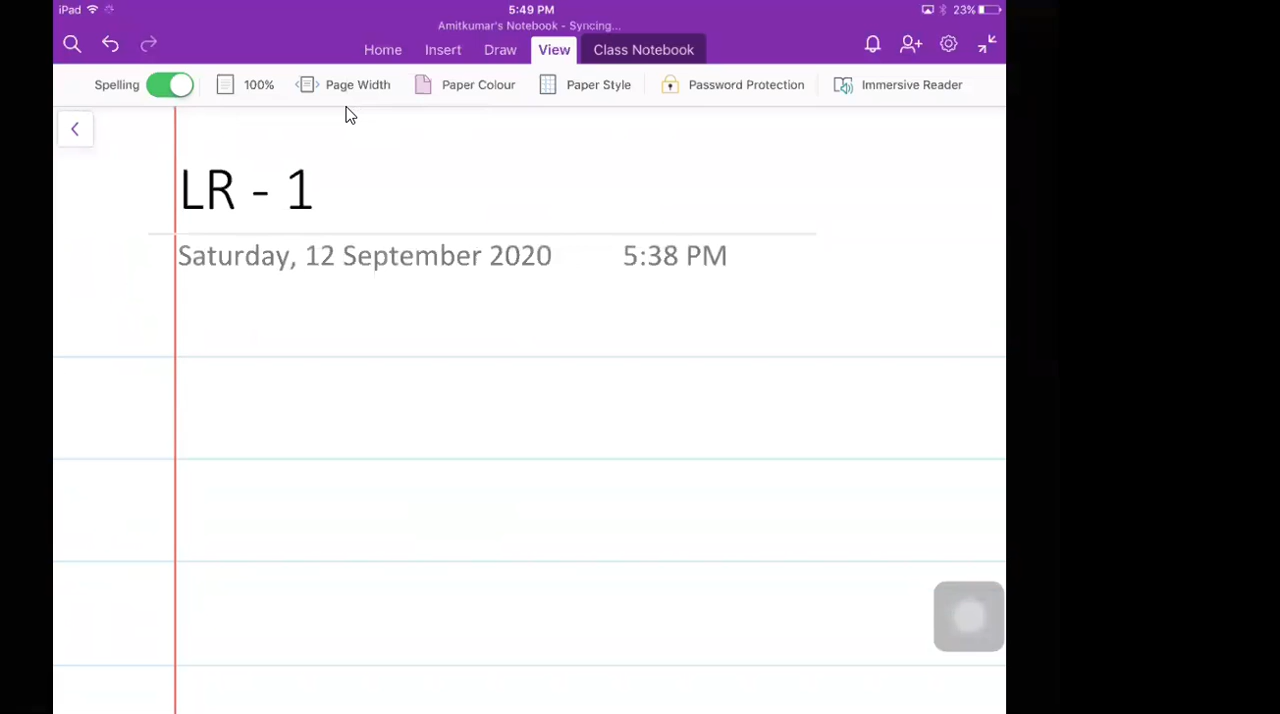 iPad 5:49 PM 23%
Amitkumar's Notebook - Syncing...
Home Insert Draw View Class Notebook
Spelling 100% Page Width Paper Colour Paper Style Password Protection Immersive Reader
LR - 1
Saturday, 12 September 2020 5:38 PM